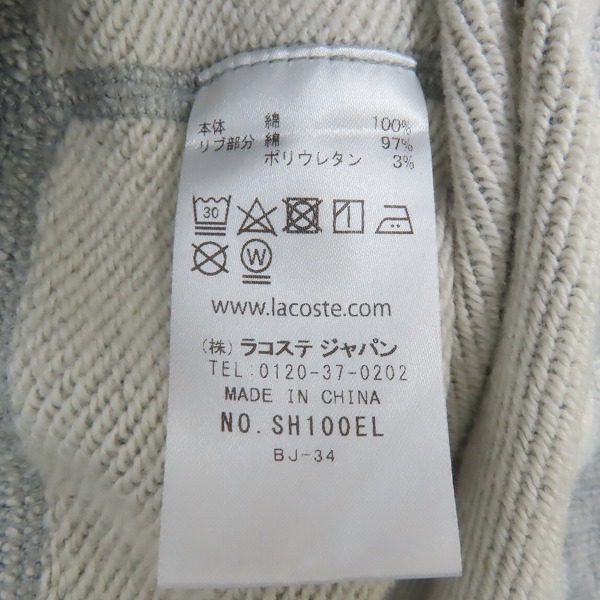 本体 綿 100%
リブ部分 綿 97%
ポリウレタン 3%
30
W
www.lacoste.com
(株) ラコステ ジャパン
TEL:0120-37-0202
MADE IN CHINA
NO. SH100EL
BJ-34